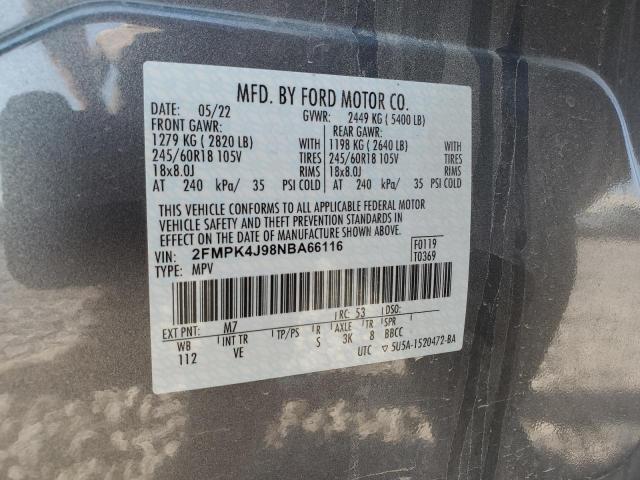 MFD. BY FORD MOTOR CO.
DATE: 05/22 GVWR: 2449 KG ( 5400 LB)
FRONT GAWR: REAR GAWR:
1279 KG ( 2820 LB) WITH 1198 KG ( 2640 LB) WITH
245/60R18 105V TIRES 245/60R18 105V TIRES
18x8.0J RIMS 18x8.0J RIMS
AT 240 kPa/ 35 PSI COLD AT 240 kPa/ 35 PSI COLD
THIS VEHICLE CONFORMS TO ALL APPLICABLE FEDERAL MOTOR
VEHICLE SAFETY AND THEFT PREVENTION STANDARDS IN
EFFECT ON THE DATE OF MANUFACTURE SHOWN ABOVE.
VIN: 2FMPK4J98NBA66116 F0119
TYPE: MPV T0369
EXT PNT: M7 RC: 53 DSO:
WB INT TR TP/PS R AXLE TR SPR
112 VE S 3K 8 BBCC
UTC ▽ 5U5A-1520472-BA